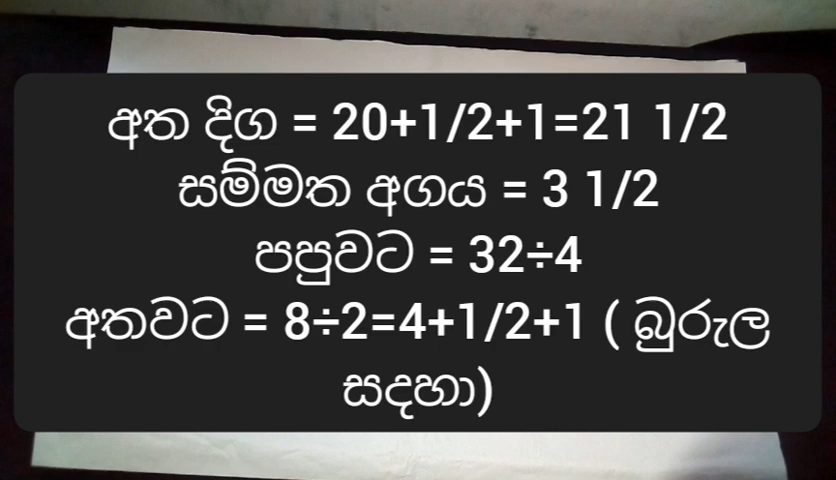 අත දිග = 20+1/2+1=21 1/2
සම්මත අගය = 3 1/2
පපුවට = 32÷4
අතවට = 8÷2=4+1/2+1 ( බුරුල
සදහා)